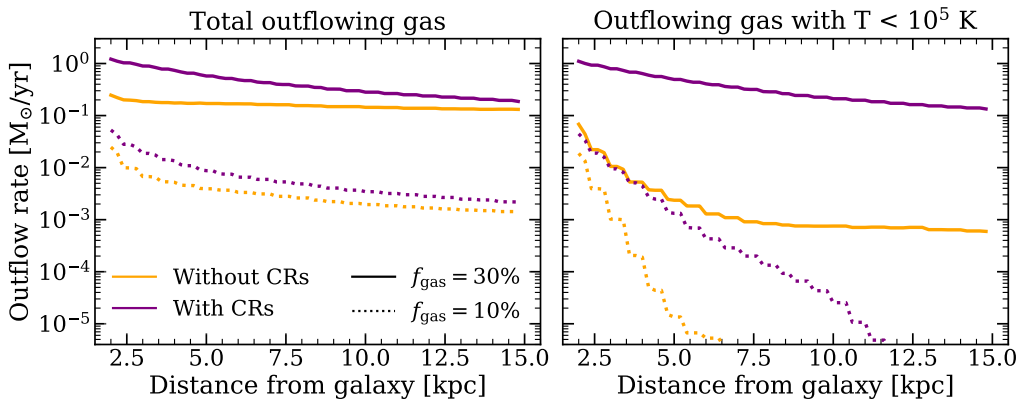 Total outflowing gas
Outflowing gas with T < 10⁵ K
Outflow rate [M⊙/yr]
10⁰
10⁻¹
10⁻²
10⁻³
10⁻⁴
10⁻⁵
Without CRs
With CRs
f_gas = 30%
f_gas = 10%
2.5 5.0 7.5 10.0 12.5 15.0
2.5 5.0 7.5 10.0 12.5 15.0
Distance from galaxy [kpc]
Distance from galaxy [kpc]